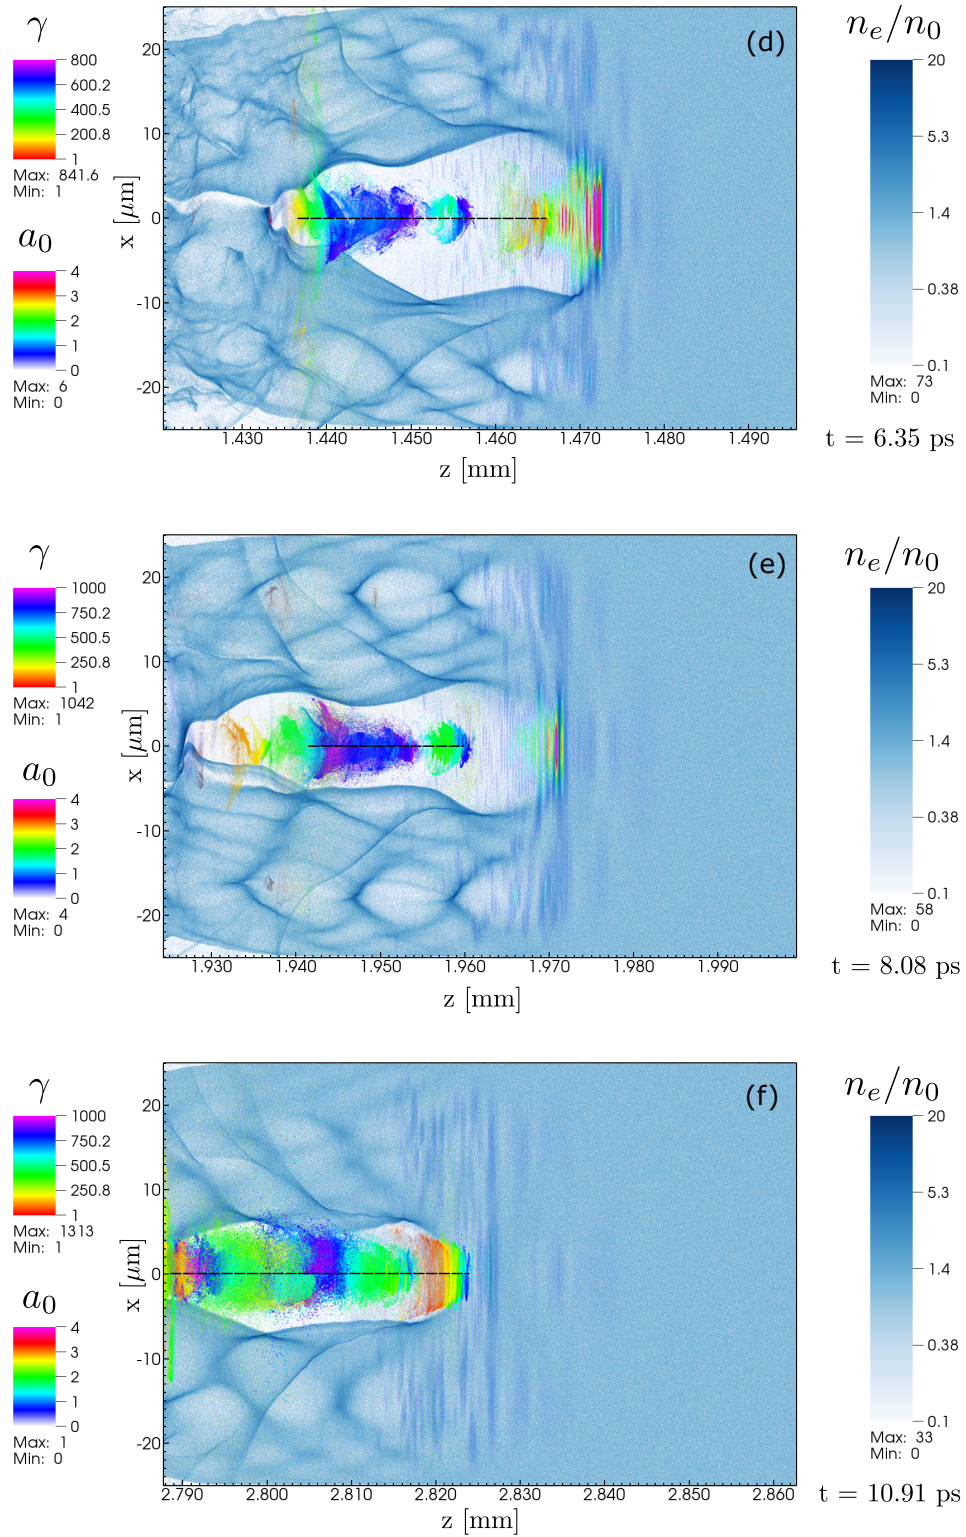 γ
800
600.2
400.5
200.8
1
Max: 841.6
Min: 1
a₀
4
3
2
1
0
Max: 6
Min: 0
(d)
x [μm]
20
10
0
-10
-20
1.430
1.440
1.450
1.460
1.470
1.480
1.490
z [mm]
nₑ/n₀
20
5.3
1.4
0.38
0.1
Max: 73
Min: 0
t = 6.35 ps
γ
1000
750.2
500.5
250.8
1
Max: 1042
Min: 1
a₀
4
3
2
1
0
Max: 4
Min: 0
(e)
x [μm]
20
10
0
-10
-20
1.930
1.940
1.950
1.960
1.970
1.980
1.990
z [mm]
nₑ/n₀
20
5.3
1.4
0.38
0.1
Max: 58
Min: 0
t = 8.08 ps
γ
1000
750.2
500.5
250.8
1
Max: 1313
Min: 1
a₀
4
3
2
1
0
Max: 1
Min: 0
(f)
x [μm]
20
10
0
-10
-20
2.790
2.800
2.810
2.820
2.830
2.840
2.850
2.860
z [mm]
nₑ/n₀
20
5.3
1.4
0.38
0.1
Max: 33
Min: 0
t = 10.91 ps